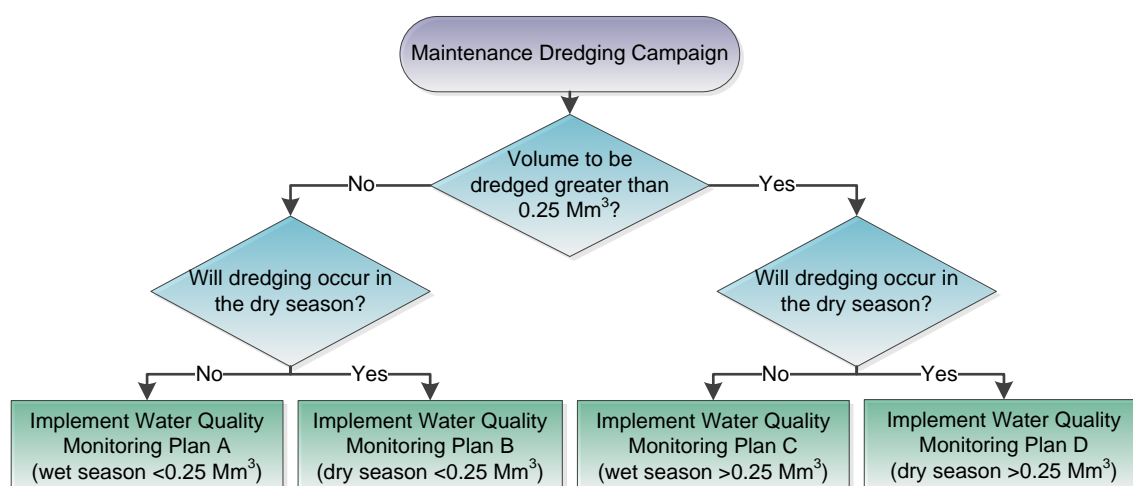 Maintenance Dredging Campaign
Volume to be
dredged greater than
0.25 Mm³?
No
Yes
Will dredging occur in
the dry season?
Will dredging occur in
the dry season?
No
Yes
No
Yes
Implement Water Quality
Monitoring Plan A
(wet season <0.25 Mm³)
Implement Water Quality
Monitoring Plan B
(dry season <0.25 Mm³)
Implement Water Quality
Monitoring Plan C
(wet season >0.25 Mm³)
Implement Water Quality
Monitoring Plan D
(dry season >0.25 Mm³)